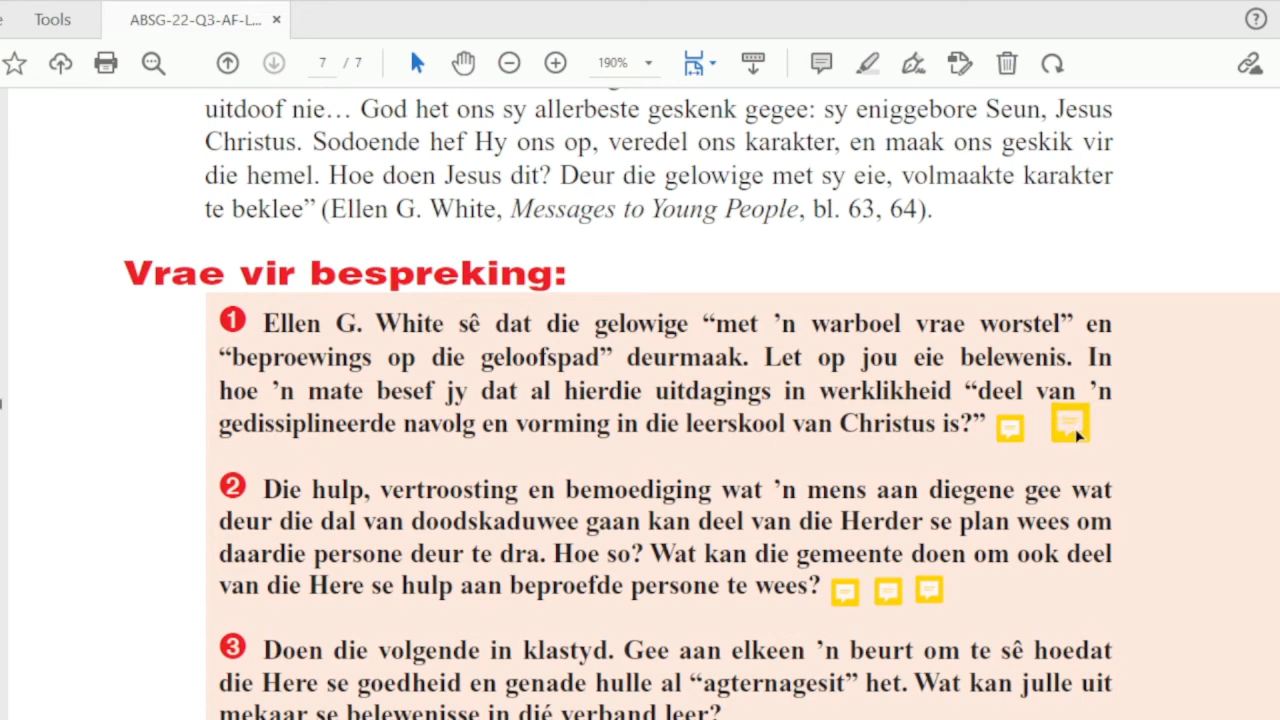 Tools
ABSG-22-Q3-AF-L... ×
7 / 7
190%
uitdoof nie… God het ons sy allerbeste geskenk gegee: sy eniggebore Seun, Jesus
Christus. Sodoende hef Hy ons op, veredel ons karakter, en maak ons geskik vir
die hemel. Hoe doen Jesus dit? Deur die gelowige met sy eie, volmaakte karakter
te beklee” (Ellen G. White, Messages to Young People, bl. 63, 64).
Vrae vir bespreking:
1 Ellen G. White sê dat die gelowige “met ’n warboel vrae worstel” en
“beproewings op die geloofspad” deurmaak. Let op jou eie belewenis. In
hoe ’n mate besef jy dat al hierdie uitdagings in werklikheid “deel van ’n
gedissiplineerde navolg en vorming in die leerskool van Christus is?”
2 Die hulp, vertroosting en bemoediging wat ’n mens aan diegene gee wat
deur die dal van doodskaduwee gaan kan deel van die Herder se plan wees om
daardie persone deur te dra. Hoe so? Wat kan die gemeente doen om ook deel
van die Here se hulp aan beproefde persone te wees?
3 Doen die volgende in klastyd. Gee aan elkeen ’n beurt om te sê hoedat
die Here se goedheid en genade hulle al “agternagesit” het. Wat kan julle uit
mekaar se belewenisse in dié verband leer?